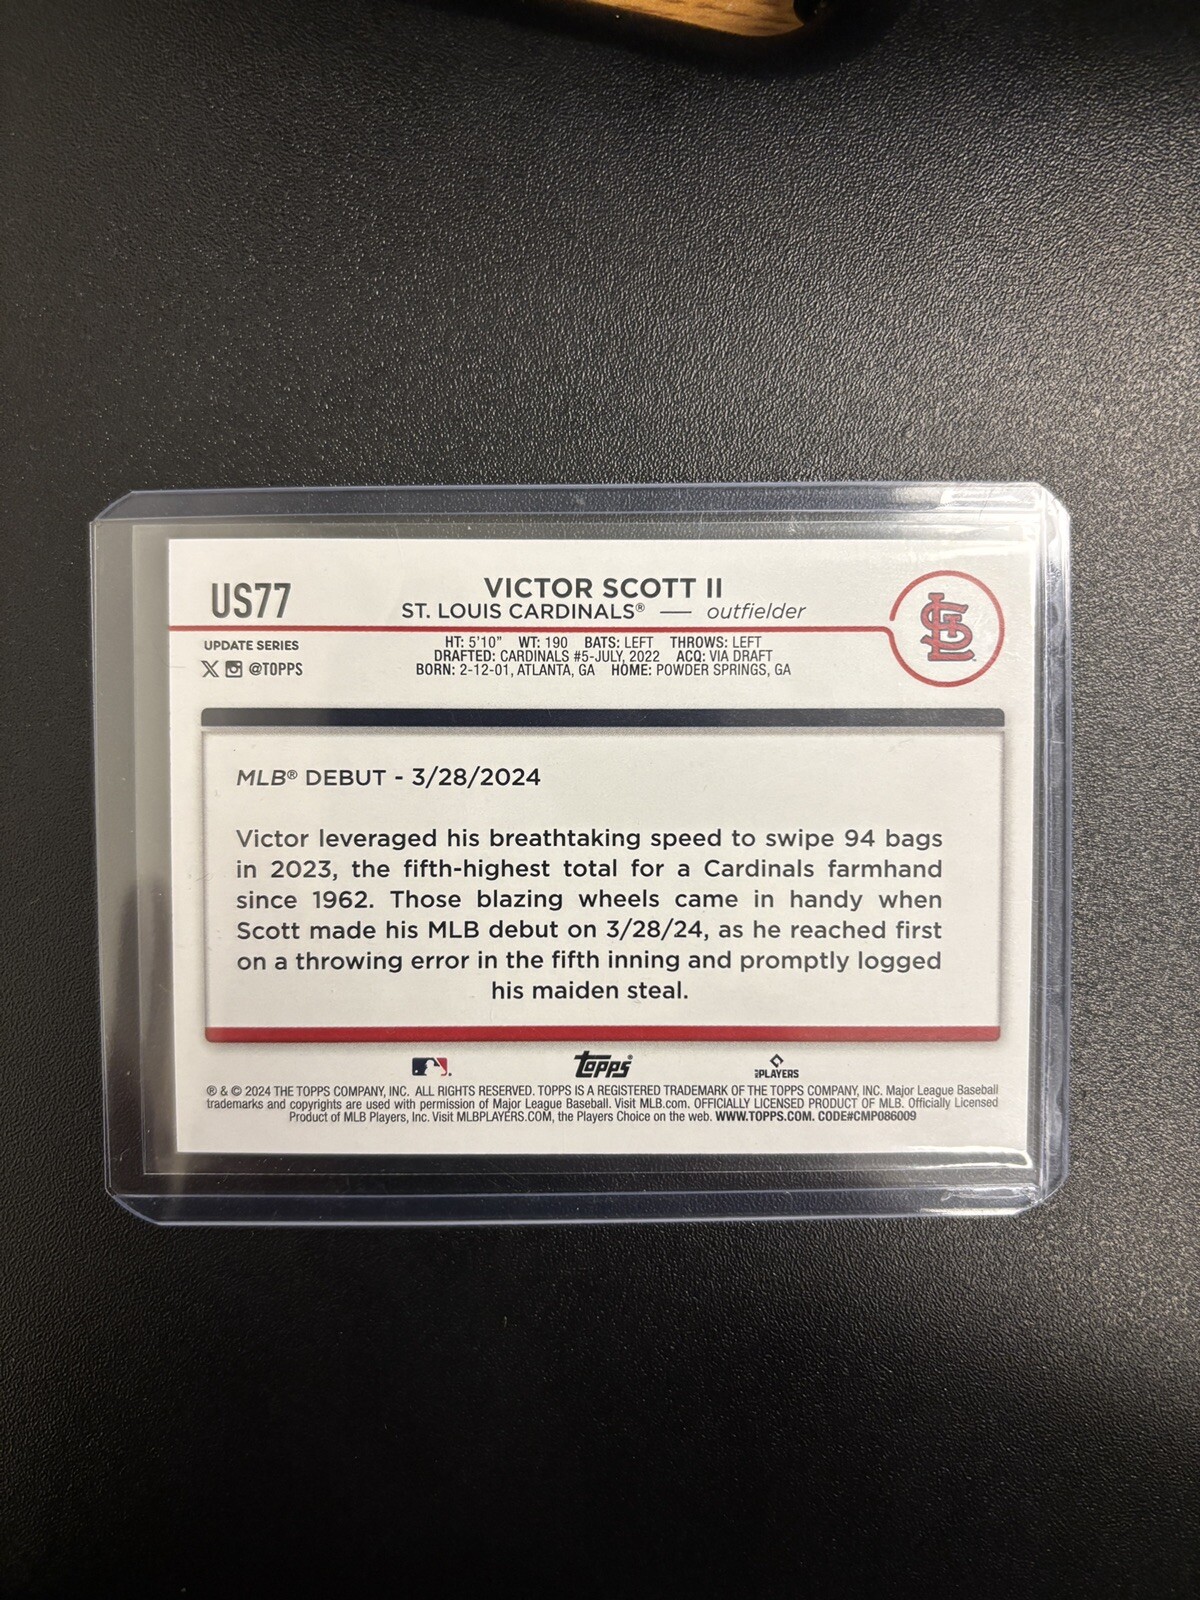 US77
VICTOR SCOTT II
ST. LOUIS CARDINALS® — outfielder
UPDATE SERIES
@TOPPS
HT: 5'10" WT: 190 BATS: LEFT THROWS: LEFT
DRAFTED: CARDINALS #5-JULY, 2022 ACQ: VIA DRAFT
BORN: 2-12-01, ATLANTA, GA HOME: POWDER SPRINGS, GA
STL
MLB® DEBUT - 3/28/2024
Victor leveraged his breathtaking speed to swipe 94 bags
in 2023, the fifth-highest total for a Cardinals farmhand
since 1962. Those blazing wheels came in handy when
Scott made his MLB debut on 3/28/24, as he reached first
on a throwing error in the fifth inning and promptly logged
his maiden steal.
Topps®
PLAYERS
® & © 2024 THE TOPPS COMPANY, INC. ALL RIGHTS RESERVED. TOPPS IS A REGISTERED TRADEMARK OF THE TOPPS COMPANY, INC. Major League Baseball
trademarks and copyrights are used with permission of Major League Baseball. Visit MLB.com. OFFICIALLY LICENSED PRODUCT OF MLB. Officially Licensed
Product of MLB Players, Inc. Visit MLBPLAYERS.COM, the Players Choice on the web. WWW.TOPPS.COM. CODE#CMP086009